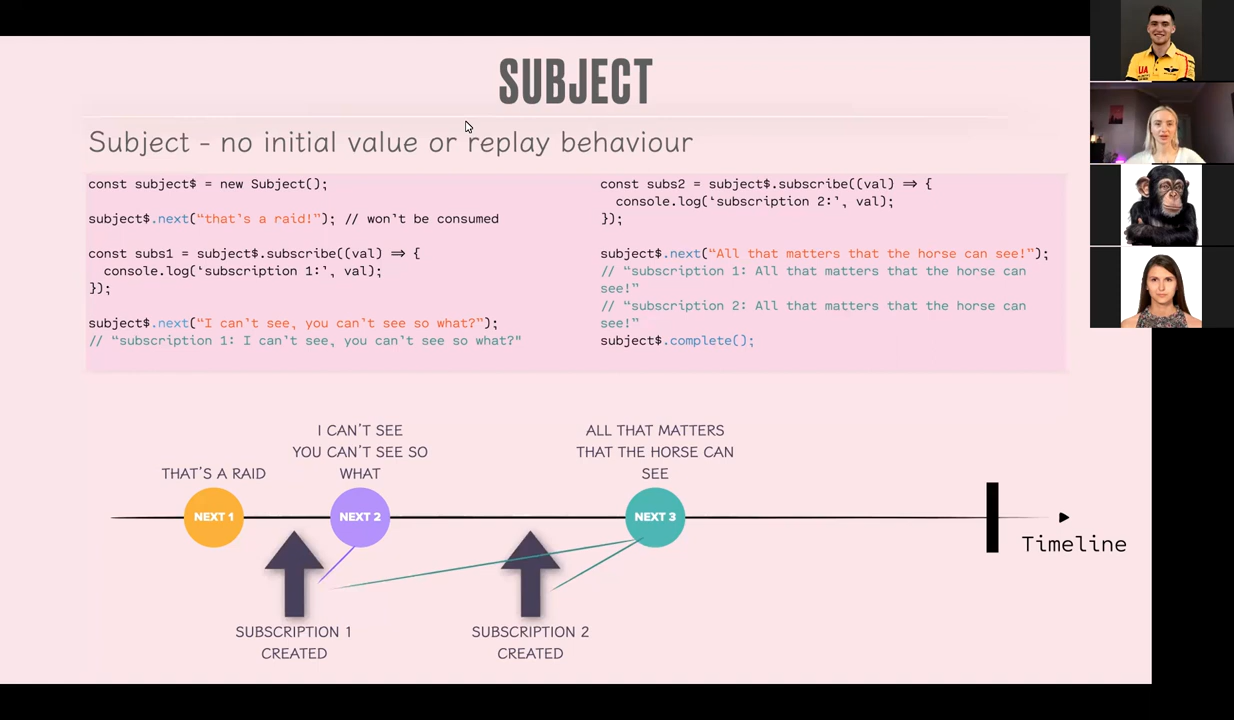 SUBJECT
Subject - no initial value or replay behaviour
const subject$ = new Subject();
subject$.next(“that’s a raid!”); // won’t be consumed
const subs1 = subject$.subscribe((val) => {
console.log(‘subscription 1:’, val);
});
subject$.next(“I can’t see, you can’t see so what?”);
// “subscription 1: I can’t see, you can’t see so what?"
const subs2 = subject$.subscribe((val) => {
console.log(‘subscription 2:’, val);
});
subject$.next(“All that matters that the horse can see!”);
// “subscription 1: All that matters that the horse can
see!”
// “subscription 2: All that matters that the horse can
see!”
subject$.complete();
I CAN'T SEE
YOU CAN'T SEE SO
WHAT
THAT'S A RAID
ALL THAT MATTERS
THAT THE HORSE CAN
SEE
NEXT 1
NEXT 2
NEXT 3
Timeline
SUBSCRIPTION 1
CREATED
SUBSCRIPTION 2
CREATED
UA